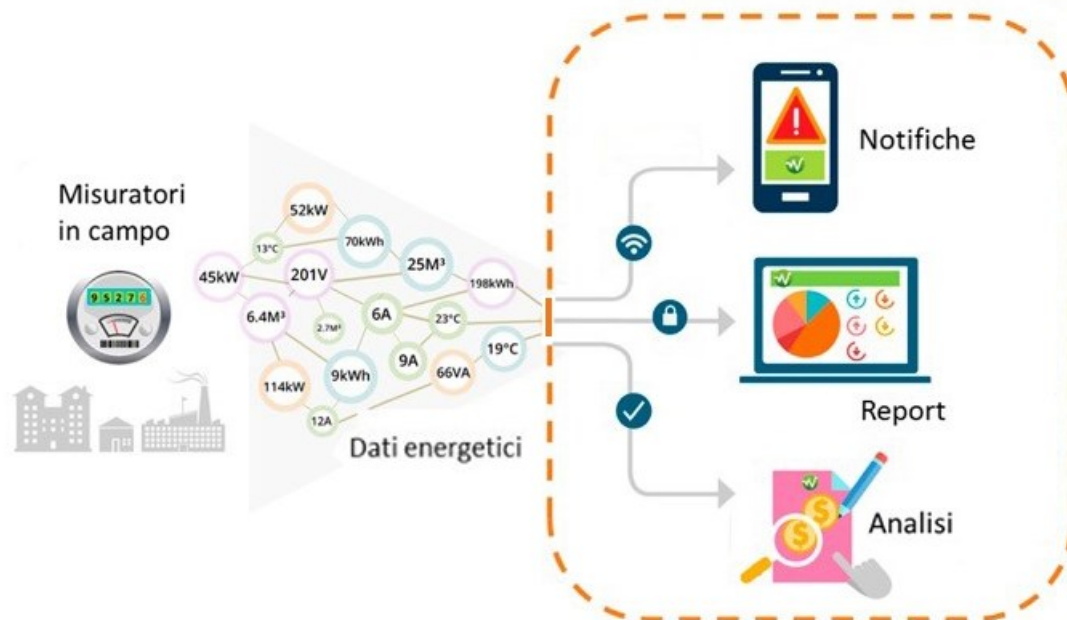 Misuratori
in campo
95276
52kW
13°C
70kWh
45kW
201V
25M³
198kWh
6.4M³
2.7M³
6A
23°C
19°C
114kW
9kWh
9A
66VA
12A
Dati energetici
!
Notifiche
Report
$
$
Analisi